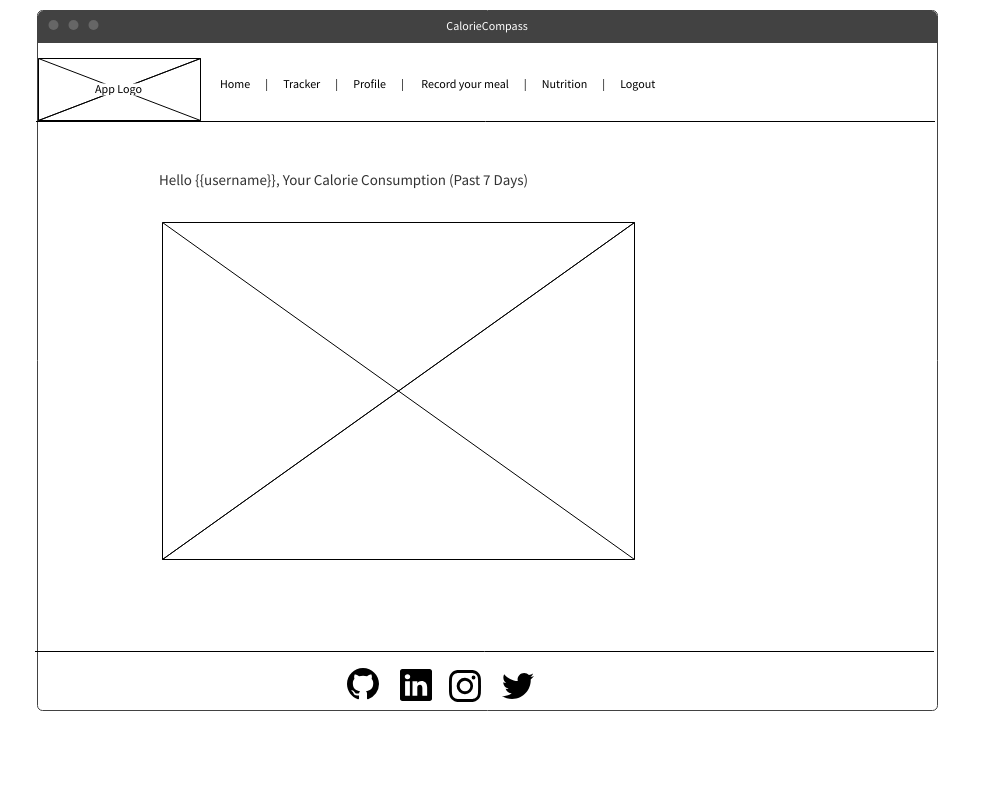 CalorieCompass
App Logo
Home | Tracker | Profile | Record your meal | Nutrition | Logout
Hello {{username}}, Your Calorie Consumption (Past 7 Days)
in